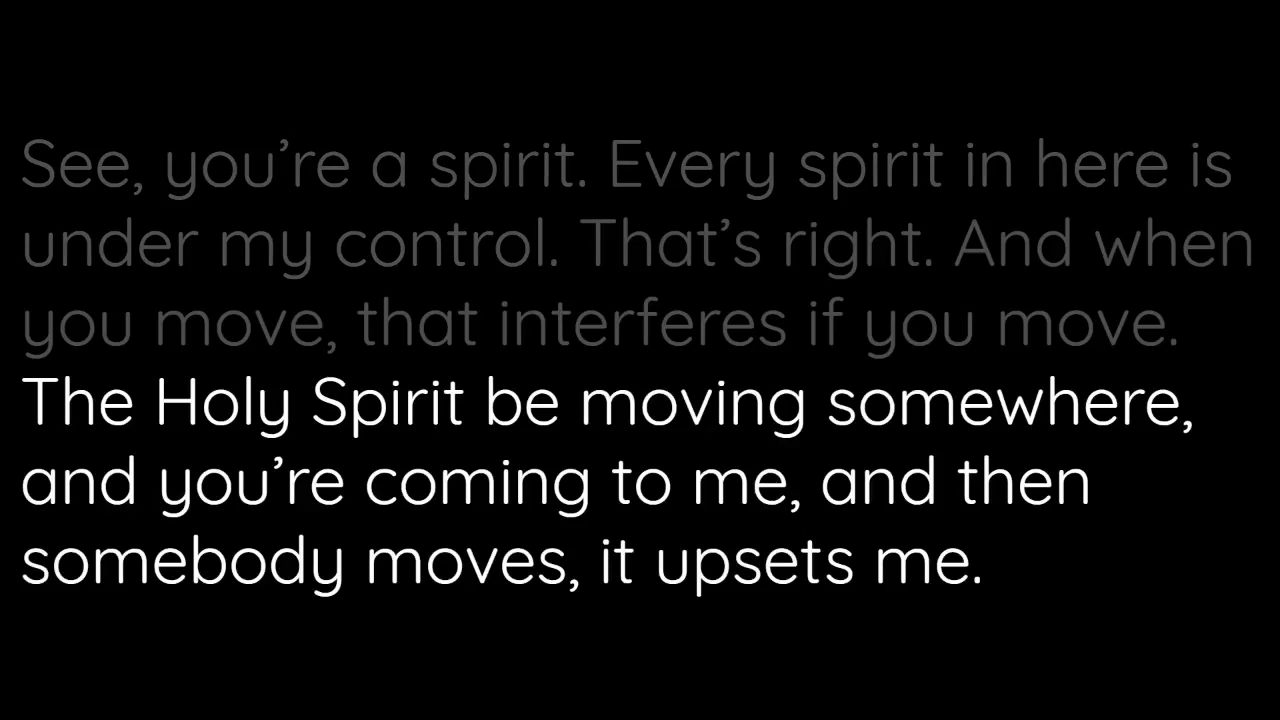 See, you’re a spirit. Every spirit in here is
under my control. That’s right. And when
you move, that interferes if you move.
The Holy Spirit be moving somewhere,
and you’re coming to me, and then
somebody moves, it upsets me.